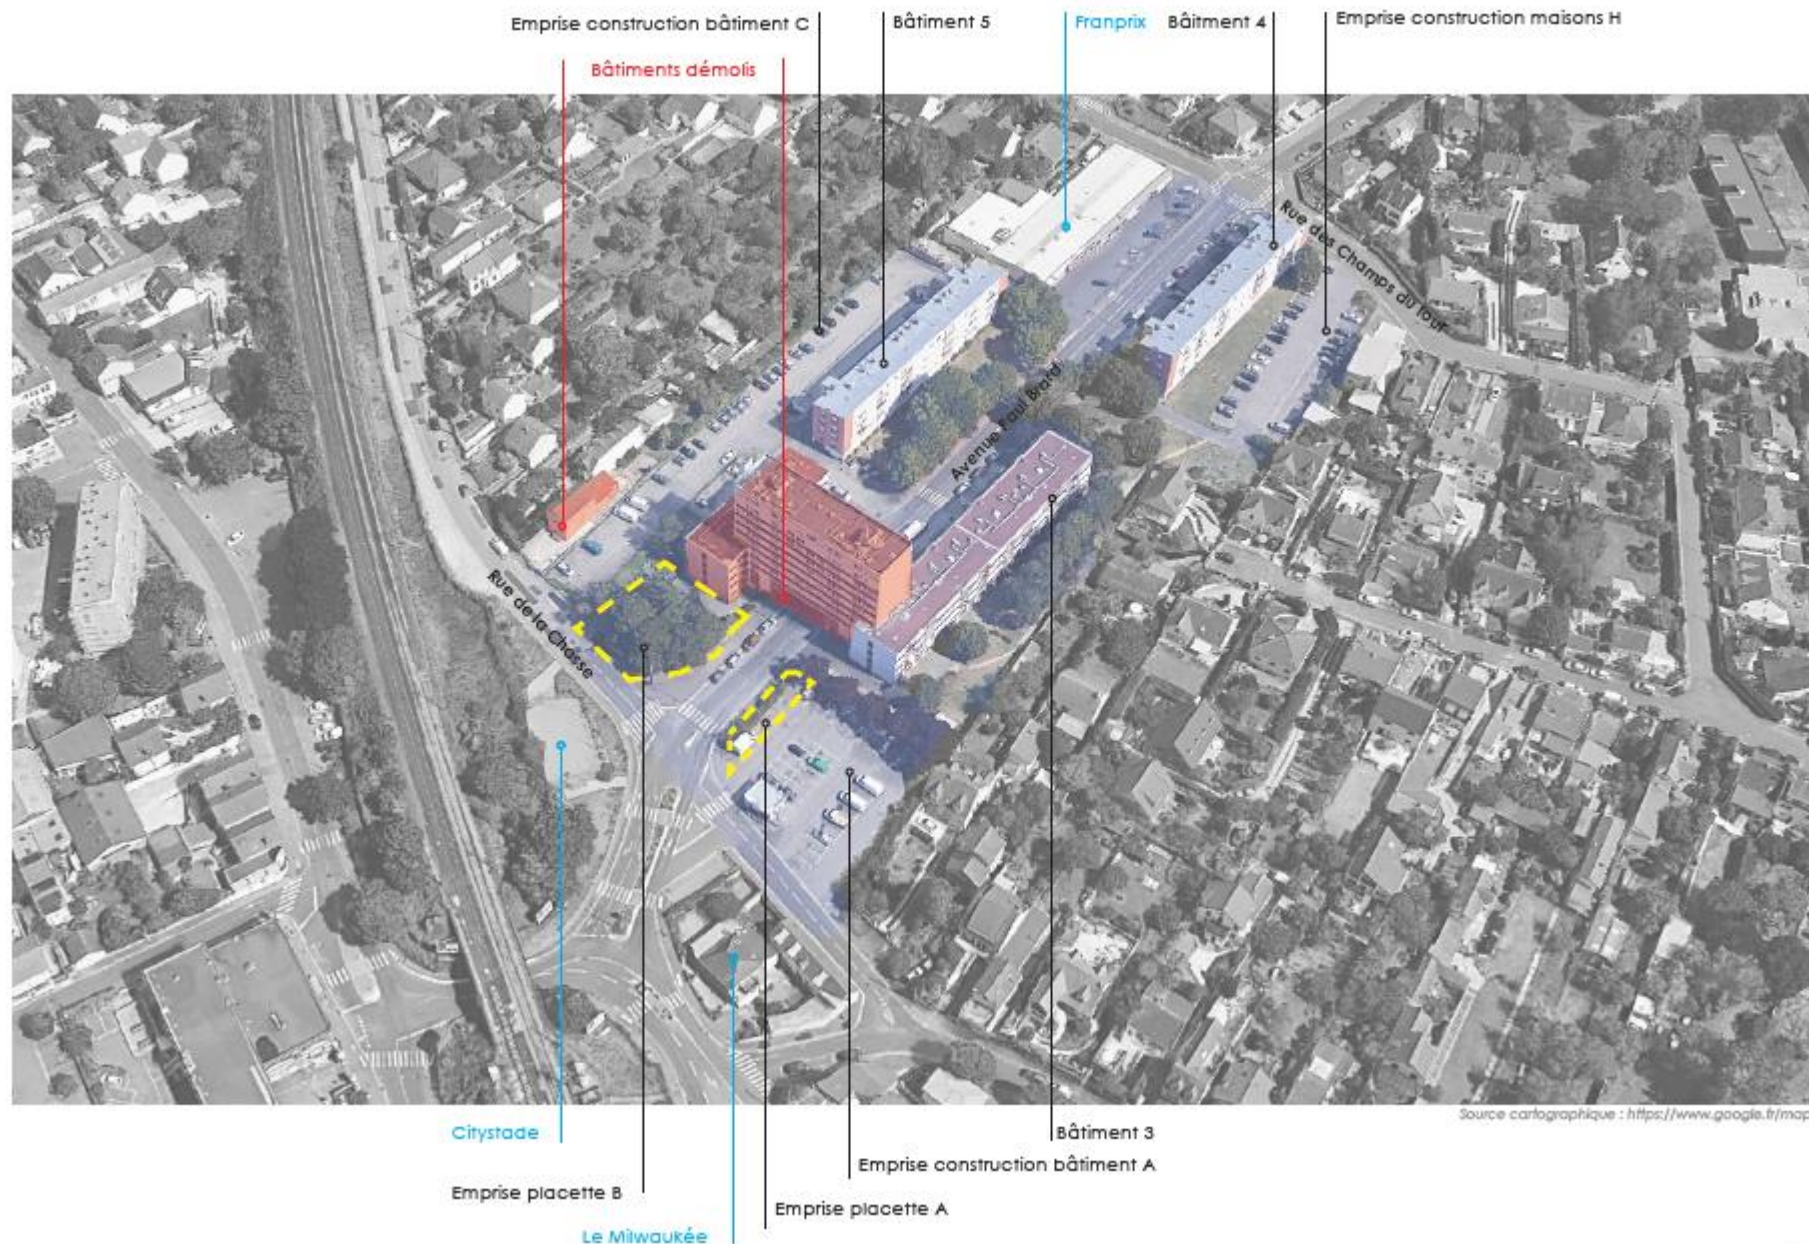 Emprise construction bâtiment C
Bâtiment 5
Franprix
Bâitment 4
Emprise construction maisons H
Bâtiments démolis
Rue des Champs du four
Avenue Paul Brard
Rue de la Chasse
Source cartographique : https://www.google.fr/map
Citystade
Bâtiment 3
Emprise construction bâtiment A
Emprise placette B
Emprise placette A
Le Milwaukée